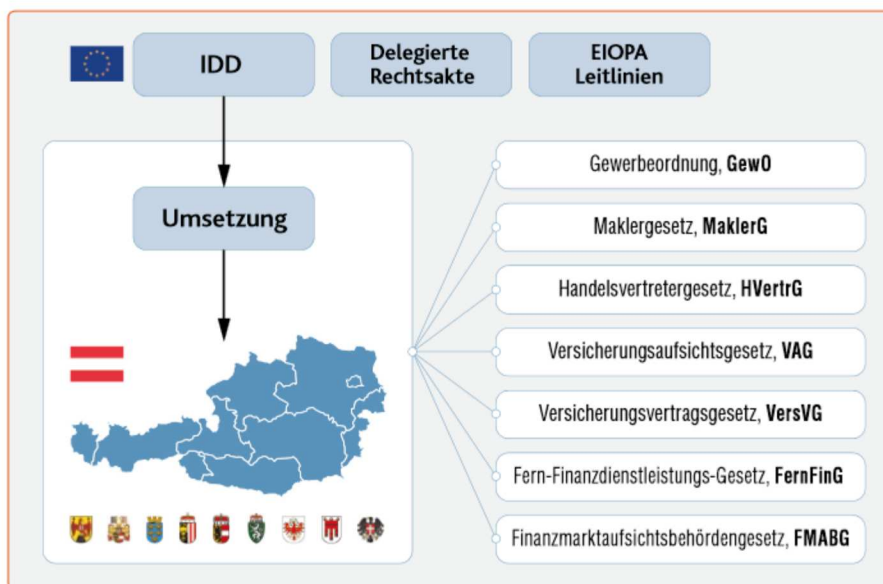 IDD
Delegierte
Rechtsakte
EIOPA
Leitlinien
Umsetzung
Gewerbeordnung, GewO
Maklergesetz, MaklerG
Handelsvertretergesetz, HVertrG
Versicherungsaufsichtsgesetz, VAG
Versicherungsvertragsgesetz, VersVG
Fern-Finanzdienstleistungs-Gesetz, FernFinG
Finanzmarktaufsichtsbehördengesetz, FMABG